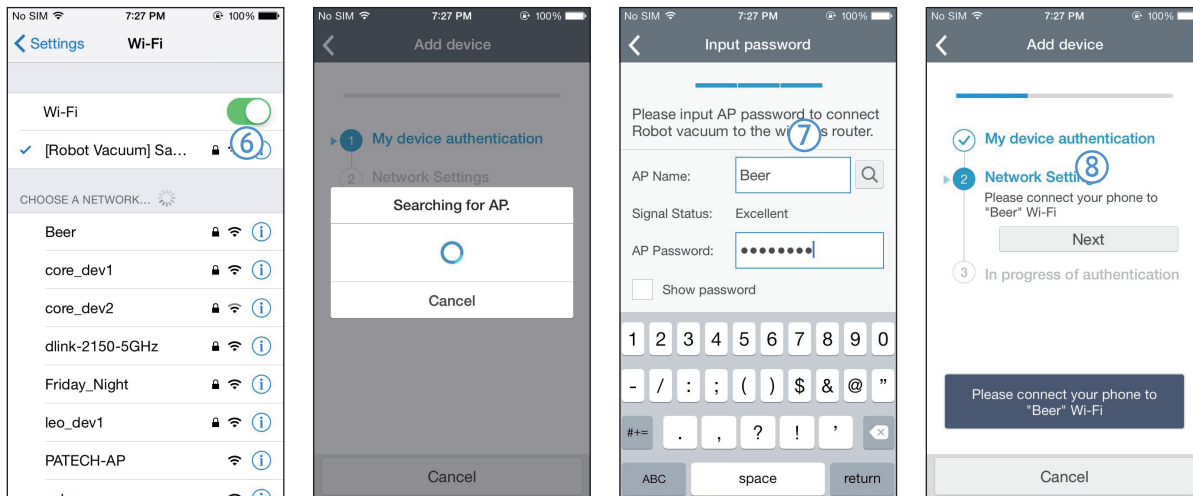 No SIM 7:27 PM 100%
Settings Wi-Fi
Wi-Fi
6
[Robot Vacuum] Sa...
CHOOSE A NETWORK...
Beer
core_dev1
core_dev2
dlink-2150-5GHz
Friday_Night
leo_dev1
PATECH-AP
No SIM 7:27 PM 100%
Add device
1 My device authentication
2 Network Settings
Searching for AP.
Cancel
Cancel
No SIM 7:27 PM 100%
Input password
Please input AP password to connect
Robot vacuum to the wi s router.
7
AP Name: Beer
Signal Status: Excellent
AP Password: ●●●●●●●●
Show password
1 2 3 4 5 6 7 8 9 0
- / : ; ( ) $ & @ "
#+= . , ? ! '
ABC space return
No SIM 7:27 PM 100%
Add device
My device authentication
8
2 Network Setti
Please connect your phone to
"Beer" Wi-Fi
Next
3 In progress of authentication
Please connect your phone to
"Beer" Wi-Fi
Cancel